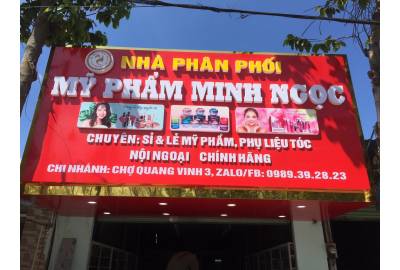 NHÀ PHÂN PHỐI
MỸ PHẨM MINH NGỌC
CHUYÊN: SỈ & LẺ MỸ PHẨM, PHỤ LIỆU TÓC
NỘI NGOẠI CHÍNH HÃNG
CHI NHÁNH: CHỢ QUANG VINH 3, ZALO/FB: 0989.39.28.23